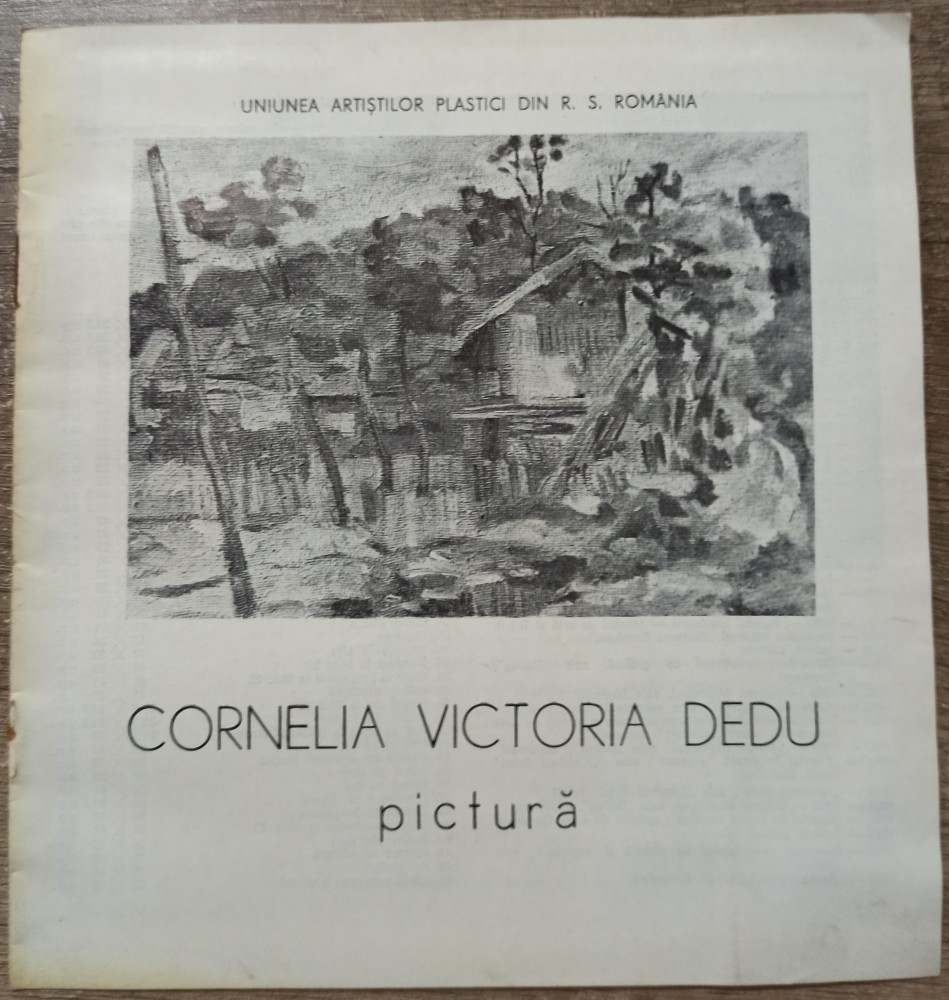 UNIUNEA ARTIȘTILOR PLASTICI DIN R. S. ROMÂNIA
CORNELIA VICTORIA DEDU
pictură